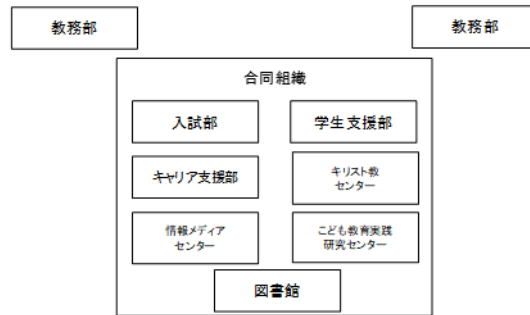 教務部
教務部
合同組織
入試部
学生支援部
キャリア支援部
キリスト教
センター
情報メディア
センター
こども教育実践
研究センター
図書館